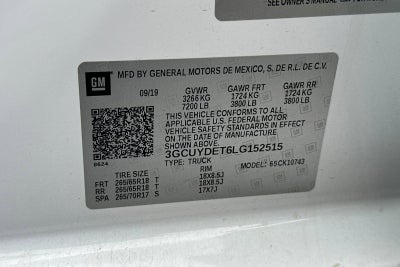 SEE OWNER'S MANUAL
GM
MFD BY GENERAL MOTORS DE MEXICO, S. DE R.L. DE C.V.
09/19 GVWR GAWR FRT GAWR RR
3266 KG 1724 KG 1724 KG
7200 LB 3800 LB 3800 LB
THIS VEHICLE CONFORMS TO ALL
APPLICABLE U.S. FEDERAL MOTOR
VEHICLE SAFETY STANDARDS IN EFFECT
ON THE DATE OF MANUFACTURE
SHOWN ABOVE.
3GCUYDET6LG152515
TYPE: TRUCK MODEL: 65CK10743
0624
TIRE SIZE RIM
FRT 265/65R18 T 18X8.5J
RR 265/65R18 T 18X8.5J
SPA 265/70R17 S 17X7J